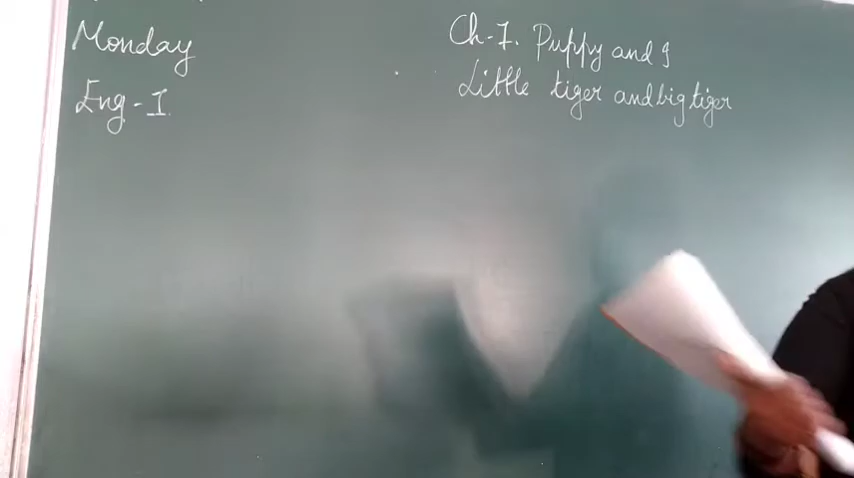 Monday
Eng-I
Ch-7. Puppy and I
Little tiger and big tiger